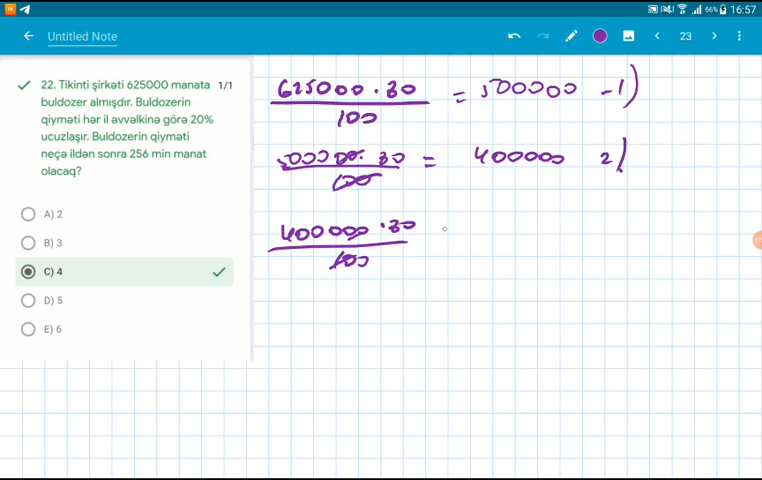 66% 16:57
Untitled Note
23
22. Tikinti şirkəti 625000 manata 1/1
buldozer almışdır. Buldozerin
qiyməti hər il əvvəlkinə görə 20%
ucuzlaşır. Buldozerin qiyməti
neçə ildən sonra 256 min manat
olacaq?
A) 2
B) 3
C) 4
D) 5
E) 6
625000 · 80
100
= 500000 - 1)
500000 · 80
100
= 400000 2)
400000 · 80
100